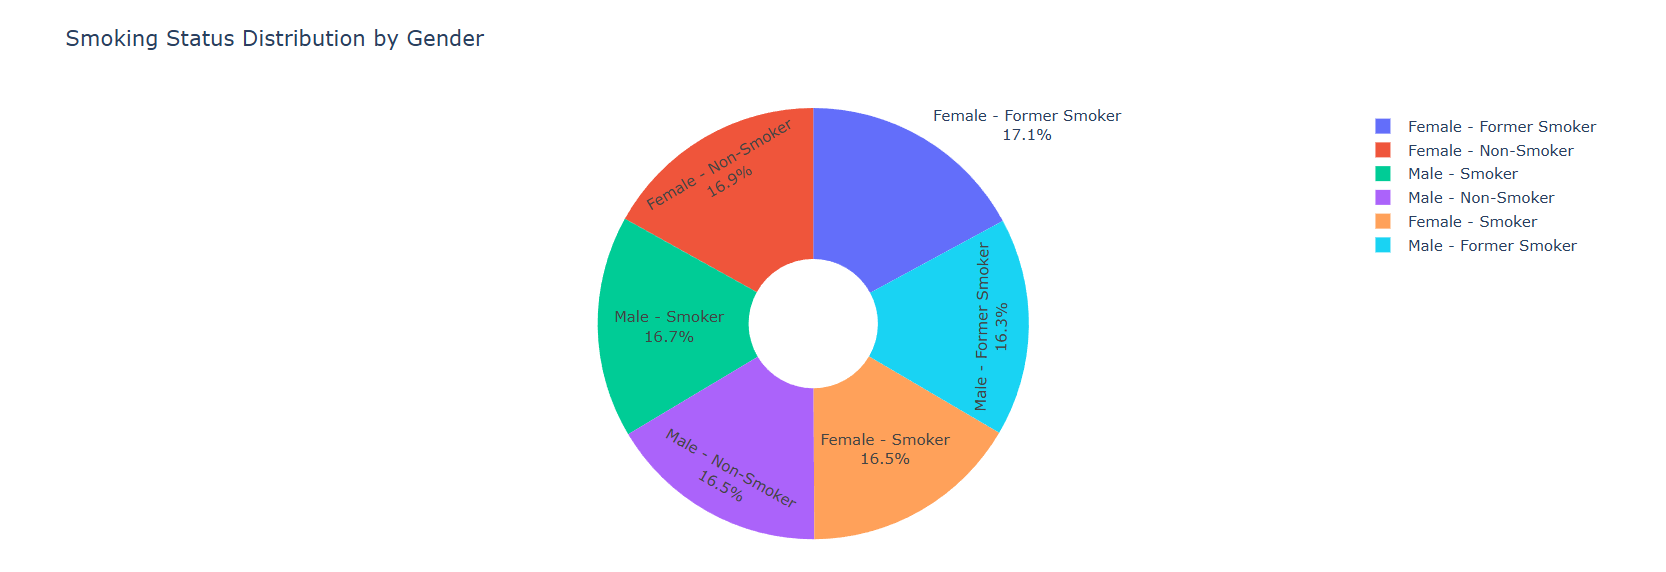 Smoking Status Distribution by Gender
Female - Former Smoker
17.1%
Female - Non-Smoker
16.9%
Male - Smoker
16.7%
Male - Non-Smoker
16.5%
Female - Smoker
16.5%
Male - Former Smoker
16.3%
Female - Former Smoker
Female - Non-Smoker
Male - Smoker
Male - Non-Smoker
Female - Smoker
Male - Former Smoker